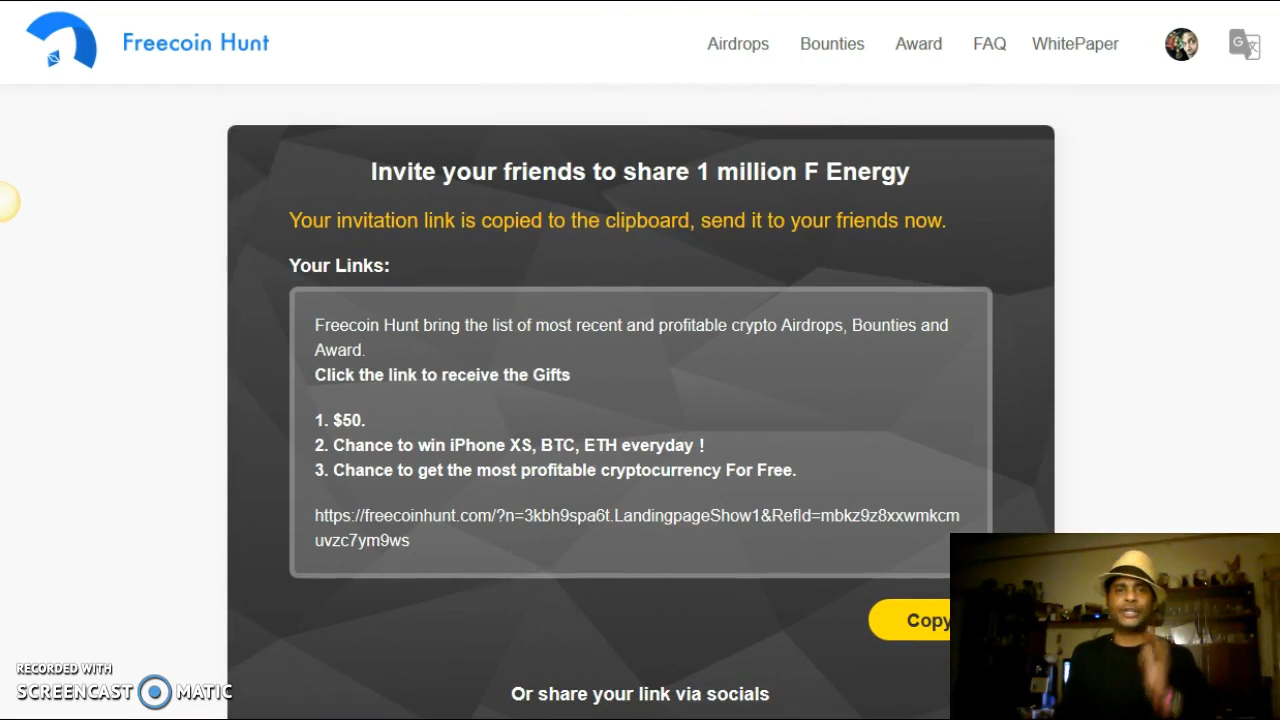 Freecoin Hunt
Airdrops Bounties Award FAQ WhitePaper
G
Invite your friends to share 1 million F Energy
Your invitation link is copied to the clipboard, send it to your friends now.
Your Links:
Freecoin Hunt bring the list of most recent and profitable crypto Airdrops, Bounties and
Award.
Click the link to receive the Gifts
1. $50.
2. Chance to win iPhone XS, BTC, ETH everyday !
3. Chance to get the most profitable cryptocurrency For Free.
https://freecoinhunt.com/?n=3kbh9spa6t.LandingpageShow1&RefId=mbkz9z8xxwmkcm
uvzc7ym9ws
Copy
Or share your link via socials
RECORDED WITH
SCREENCAST MATIC